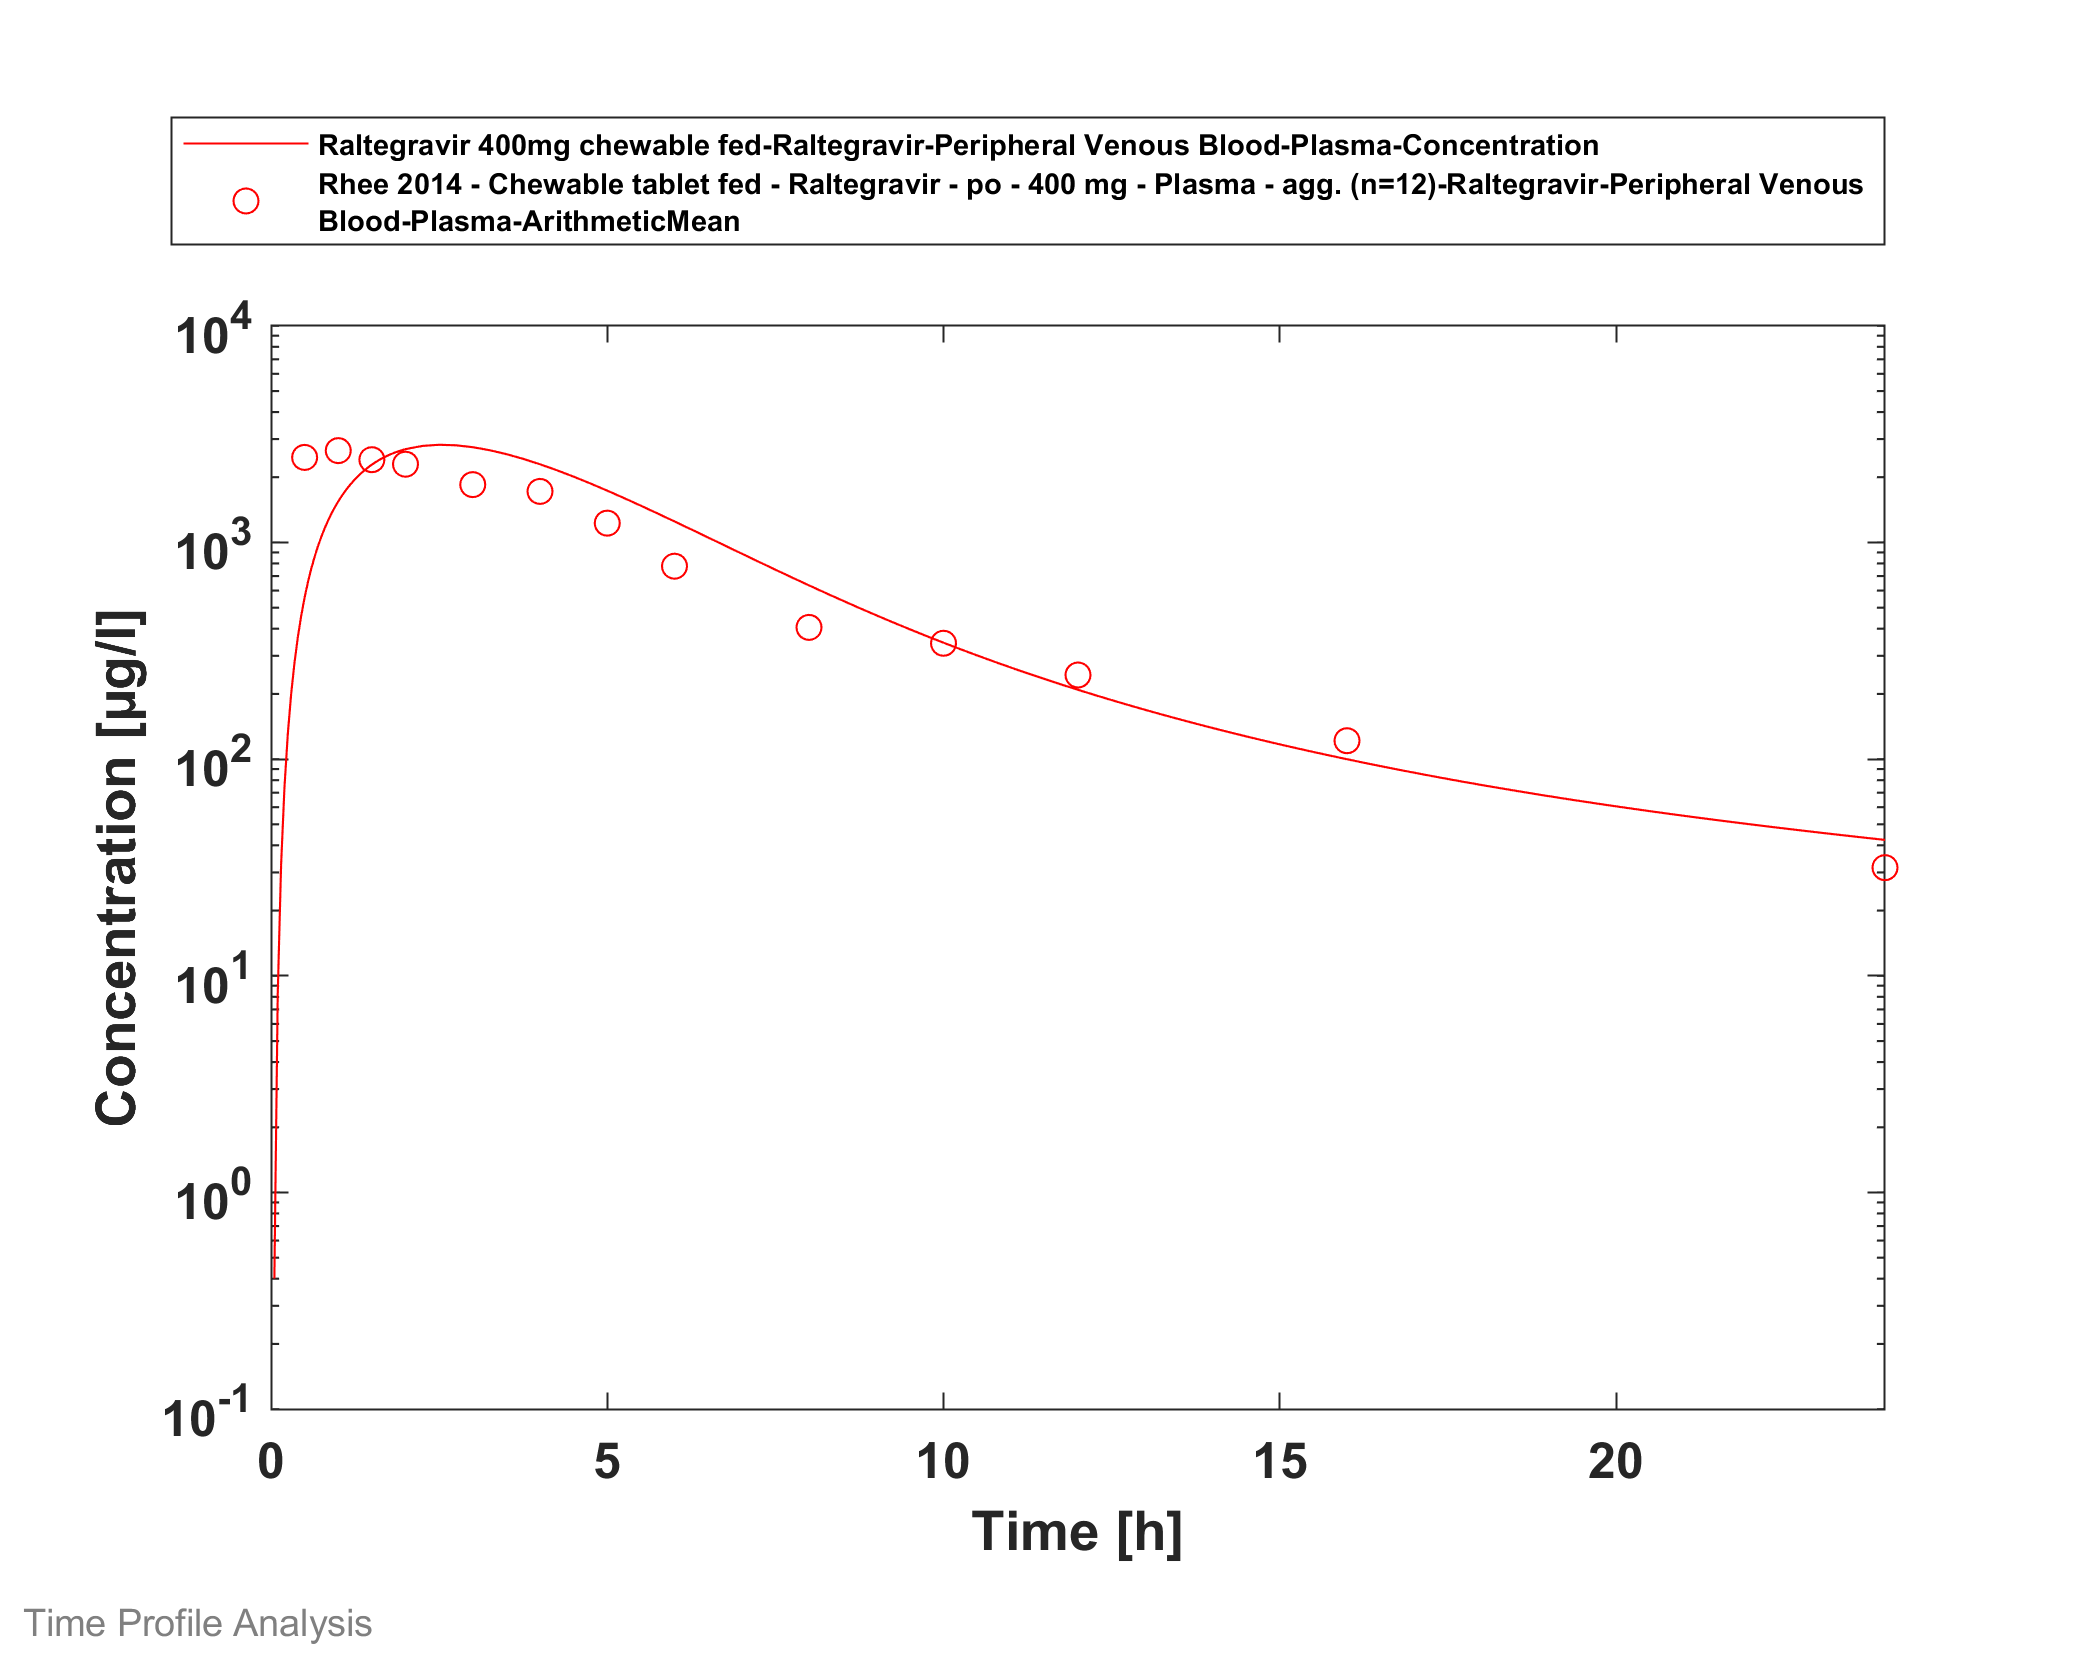 Raltegravir 400mg chewable fed-Raltegravir-Peripheral Venous Blood-Plasma-Concentration
Rhee 2014 - Chewable tablet fed - Raltegravir - po - 400 mg - Plasma - agg. (n=12)-Raltegravir-Peripheral Venous
Blood-Plasma-ArithmeticMean
10^4
10^3
10^2
10^1
10^0
10^-1
Concentration [µg/l]
0 5 10 15 20
Time [h]
Time Profile Analysis